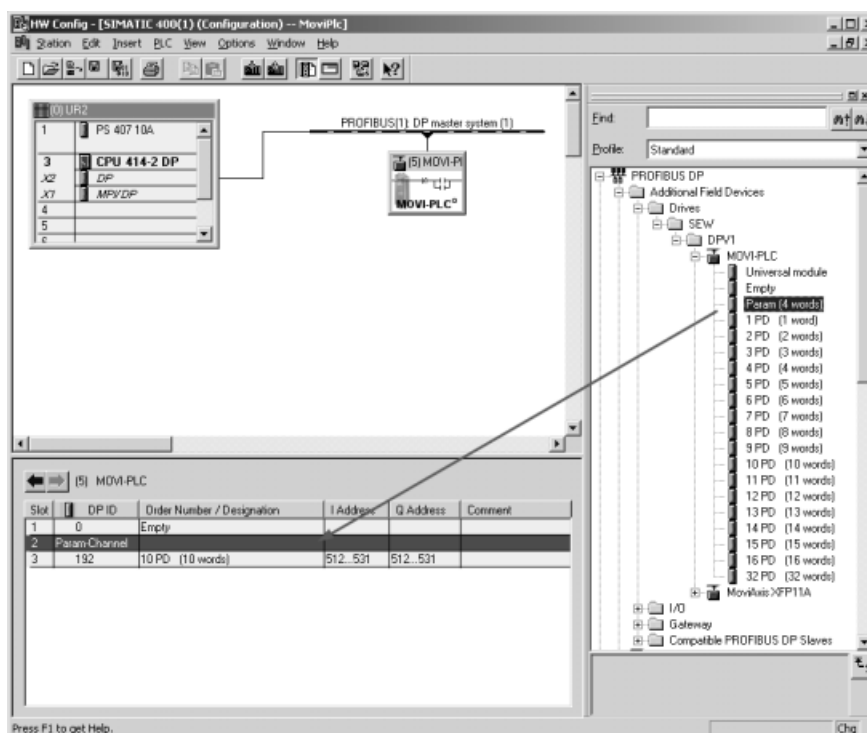 HW Config - [SIMATIC 400(1) (Configuration) -- MoviPlc]
Station Edit Insert PLC View Options Window Help
(0) UR2
1 PS 407 10A
3 CPU 414-2 DP
X2 DP
X1 MPI/DP
4
5
6
PROFIBUS(1): DP master system (1)
(5) MOVI-Pl
MOVI-PLC
Find:
Profile: Standard
PROFIBUS DP
Additional Field Devices
Drives
SEW
DPV1
MOVI-PLC
Universal module
Empty
Param (4 words)
1 PD (1 word)
2 PD (2 words)
3 PD (3 words)
4 PD (4 words)
5 PD (5 words)
6 PD (6 words)
7 PD (7 words)
8 PD (8 words)
9 PD (9 words)
10 PD (10 words)
11 PD (11 words)
12 PD (12 words)
13 PD (13 words)
14 PD (14 words)
15 PD (15 words)
16 PD (16 words)
32 PD (32 words)
MoviAxis XFP11A
I/O
Gateway
Compatible PROFIBUS DP Slaves
(5) MOVI-PLC
Slot DP ID Order Number / Designation I Address Q Address Comment
1 0 Empty
2 Param-Channel
3 192 10 PD (10 words) 512...531 512...531
Press F1 to get Help.
Chg